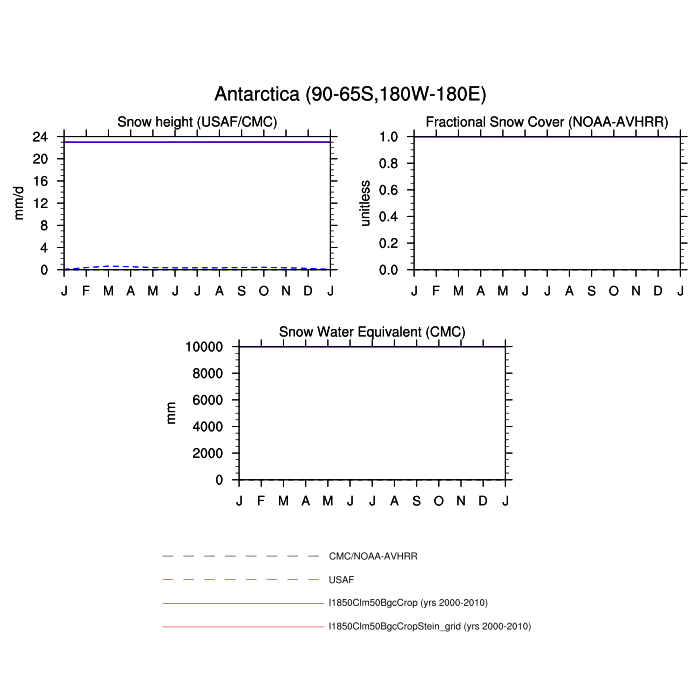 Antarctica (90-65S,180W-180E)
Snow height (USAF/CMC)
24
20
16
12
8
4
0
mm/d
J F M A M J J A S O N D J
Fractional Snow Cover (NOAA-AVHRR)
1.0
0.8
0.6
0.4
0.2
0.0
unitless
J F M A M J J A S O N D J
Snow Water Equivalent (CMC)
10000
8000
6000
4000
2000
0
mm
J F M A M J J A S O N D J
CMC/NOAA-AVHRR
USAF
I1850Clm50BgcCrop (yrs 2000-2010)
I1850Clm50BgcCropStein_grid (yrs 2000-2010)